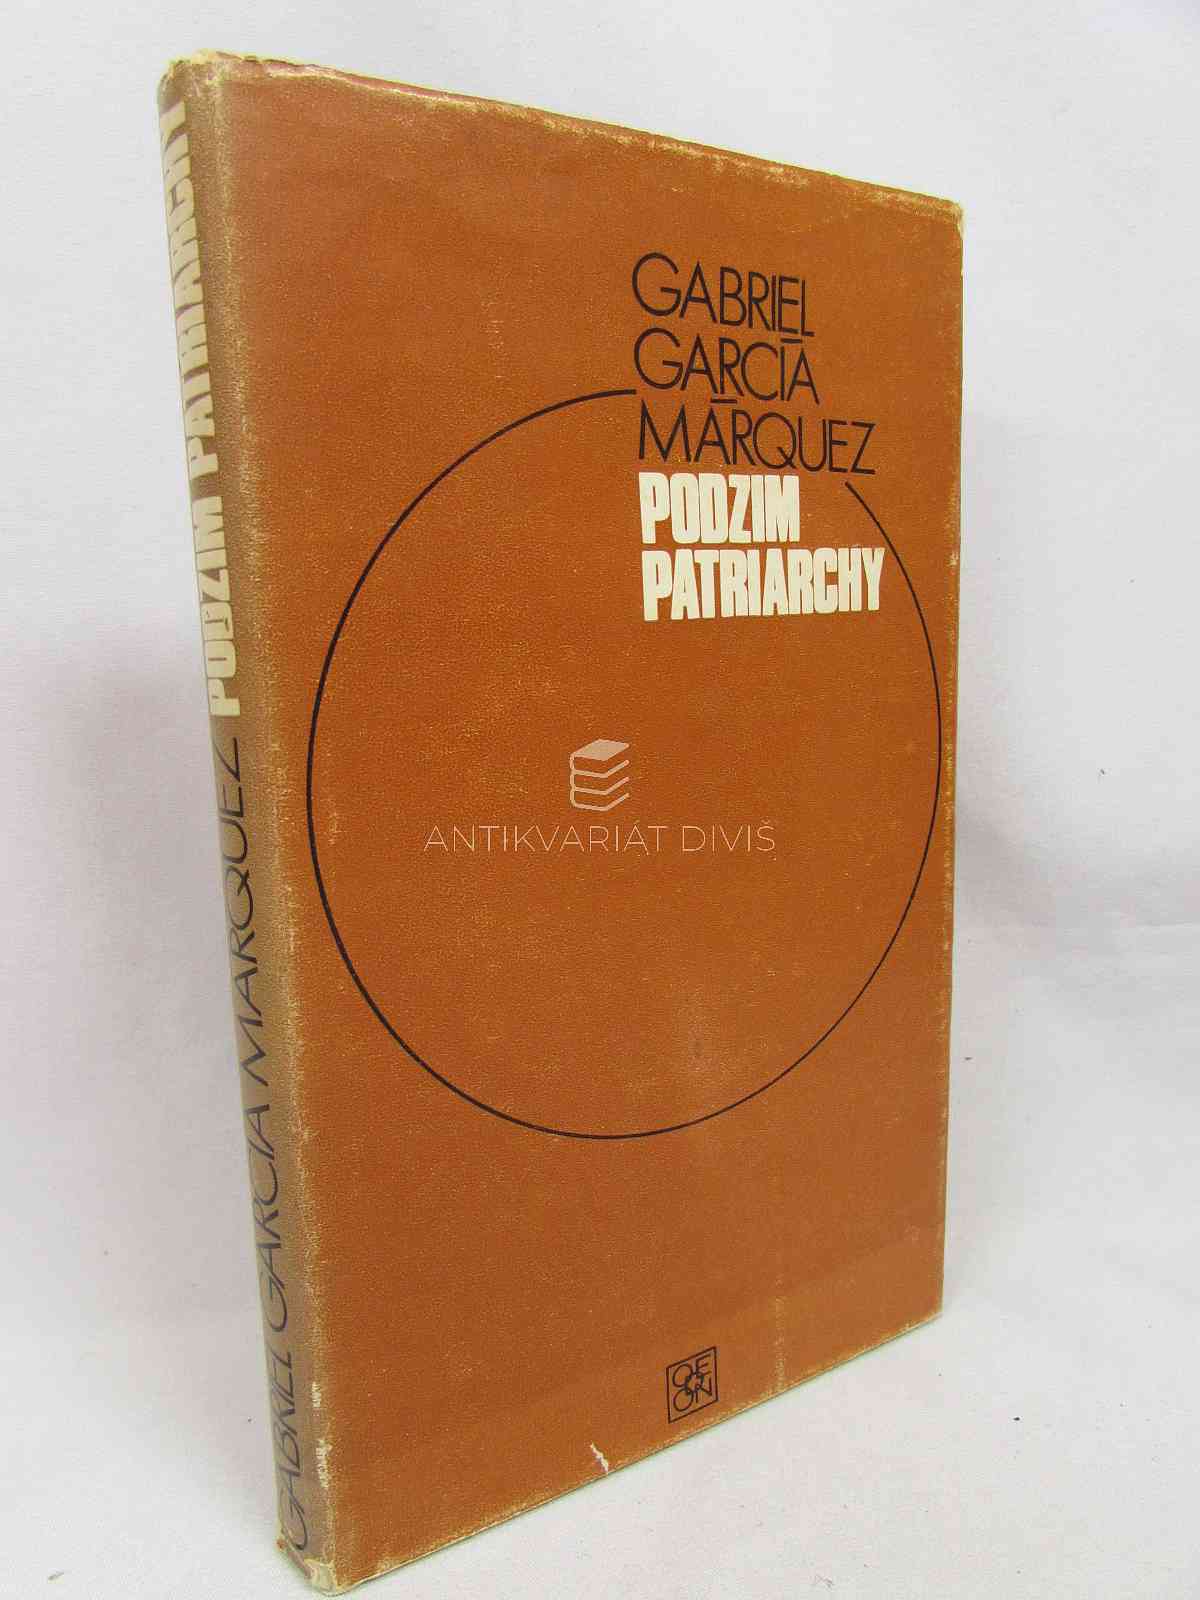 GABRIEL
GARCÍA
MÁRQUEZ
PODZIM
PATRIARCHY
GABRIEL GARCÍA MÁRQUEZ PODZIM PATRIARCHY
ANTIKVARIÁT DIVIŠ
ODEON